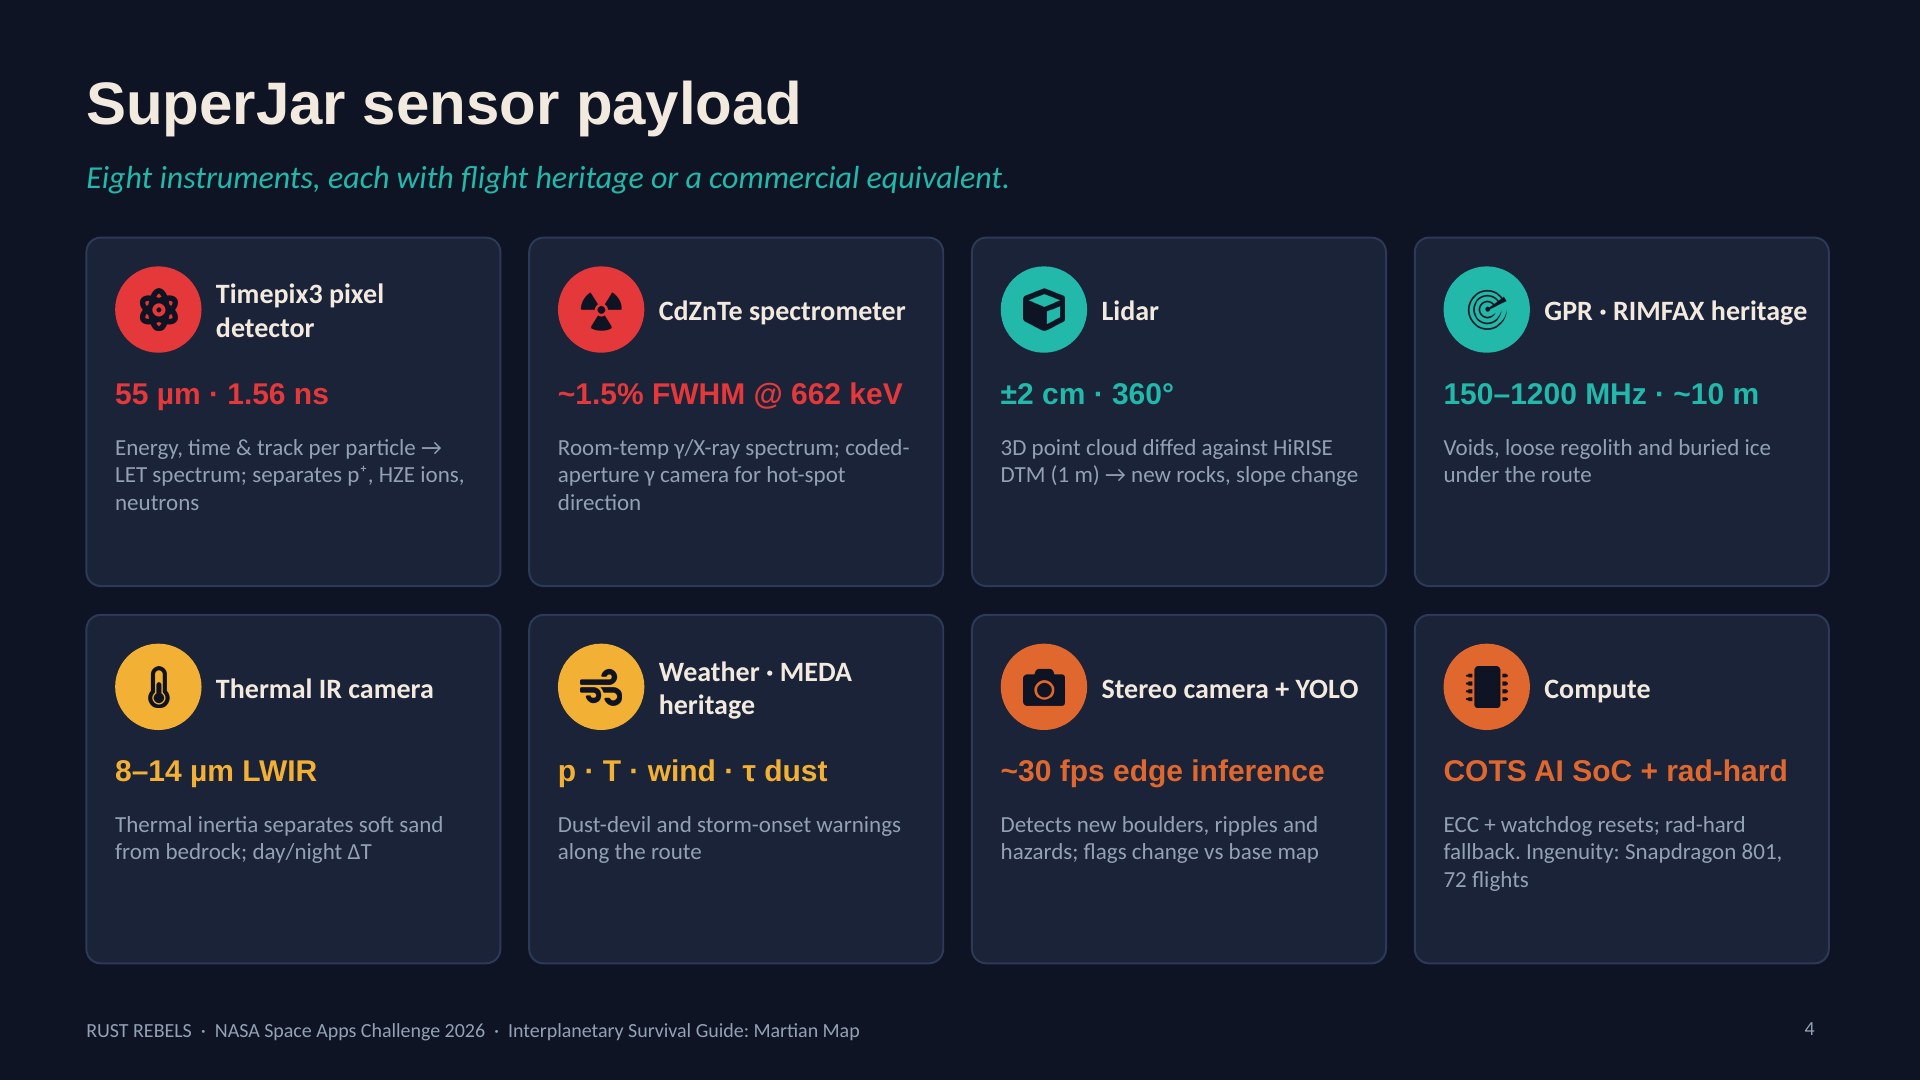 SuperJar sensor payload
Eight instruments, each with flight heritage or a commercial equivalent.
Timepix3 pixel
detector
55 µm · 1.56 ns
Energy, time & track per particle →
LET spectrum; separates p⁺, HZE ions,
neutrons
CdZnTe spectrometer
~1.5% FWHM @ 662 keV
Room-temp γ/X-ray spectrum; coded-
aperture γ camera for hot-spot
direction
Lidar
±2 cm · 360°
3D point cloud diffed against HiRISE
DTM (1 m) → new rocks, slope change
GPR · RIMFAX heritage
150–1200 MHz · ~10 m
Voids, loose regolith and buried ice
under the route
Thermal IR camera
8–14 µm LWIR
Thermal inertia separates soft sand
from bedrock; day/night ΔT
Weather · MEDA
heritage
p · T · wind · τ dust
Dust-devil and storm-onset warnings
along the route
Stereo camera + YOLO
~30 fps edge inference
Detects new boulders, ripples and
hazards; flags change vs base map
Compute
COTS AI SoC + rad-hard
ECC + watchdog resets; rad-hard
fallback. Ingenuity: Snapdragon 801,
72 flights
RUST REBELS · NASA Space Apps Challenge 2026 · Interplanetary Survival Guide: Martian Map
4